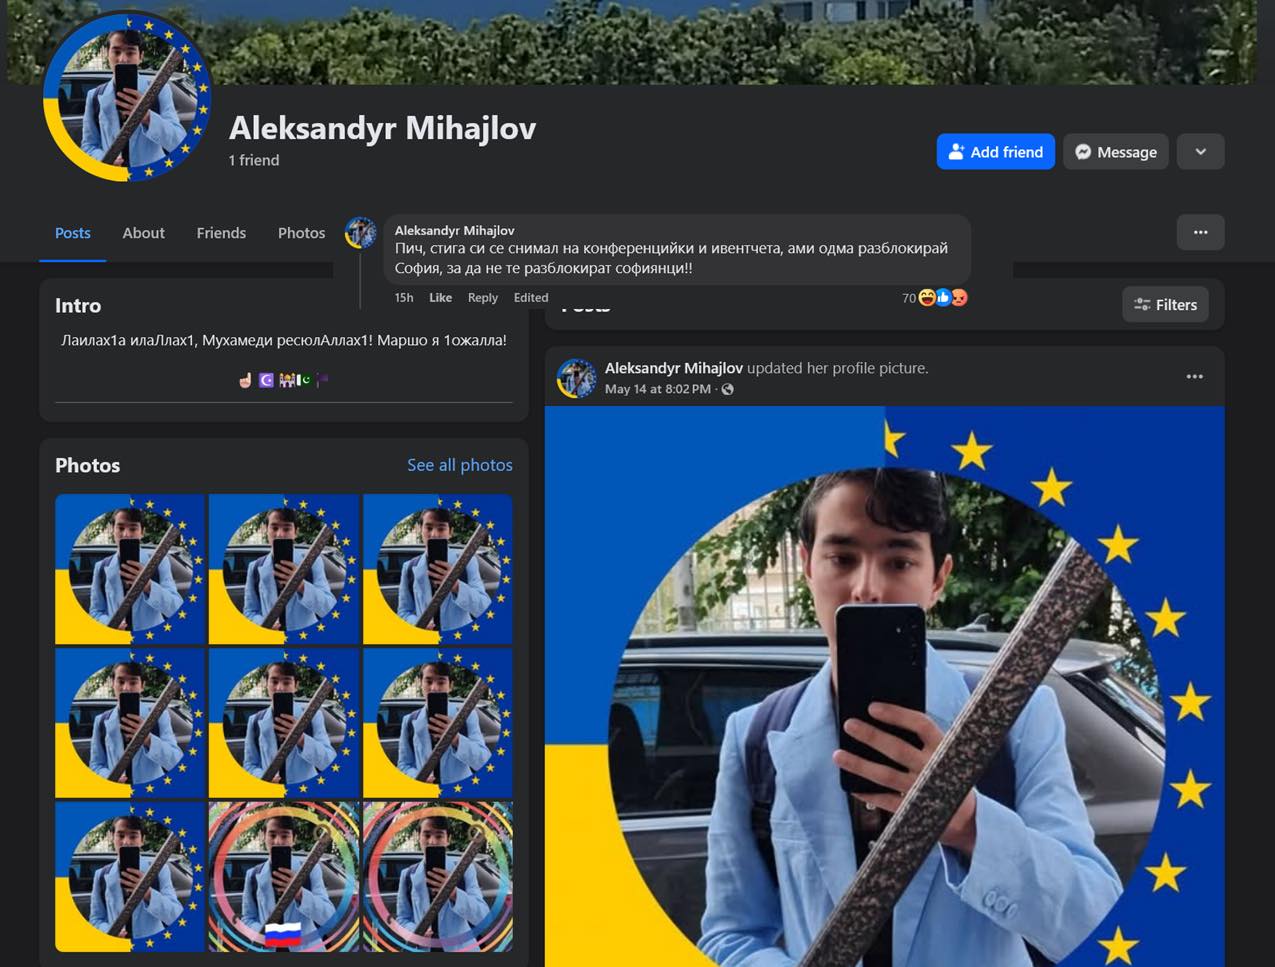 Aleksandyr Mihajlov
1 friend
Add friend
Message
Posts
About
Friends
Photos
Aleksandyr Mihajlov
Пич, стига си се снимал на конференцийки и ивентчета, ами одма разблокирай
София, за да не те разблокират софиянци!!
15h Like Reply Edited
70
Intro
Лаилах1а илаЛлах1, Мухамеди ресюлАллах1! Маршо я 1ожалла!
Posts
Filters
Aleksandyr Mihajlov updated her profile picture.
May 14 at 8:02 PM ·
Photos
See all photos